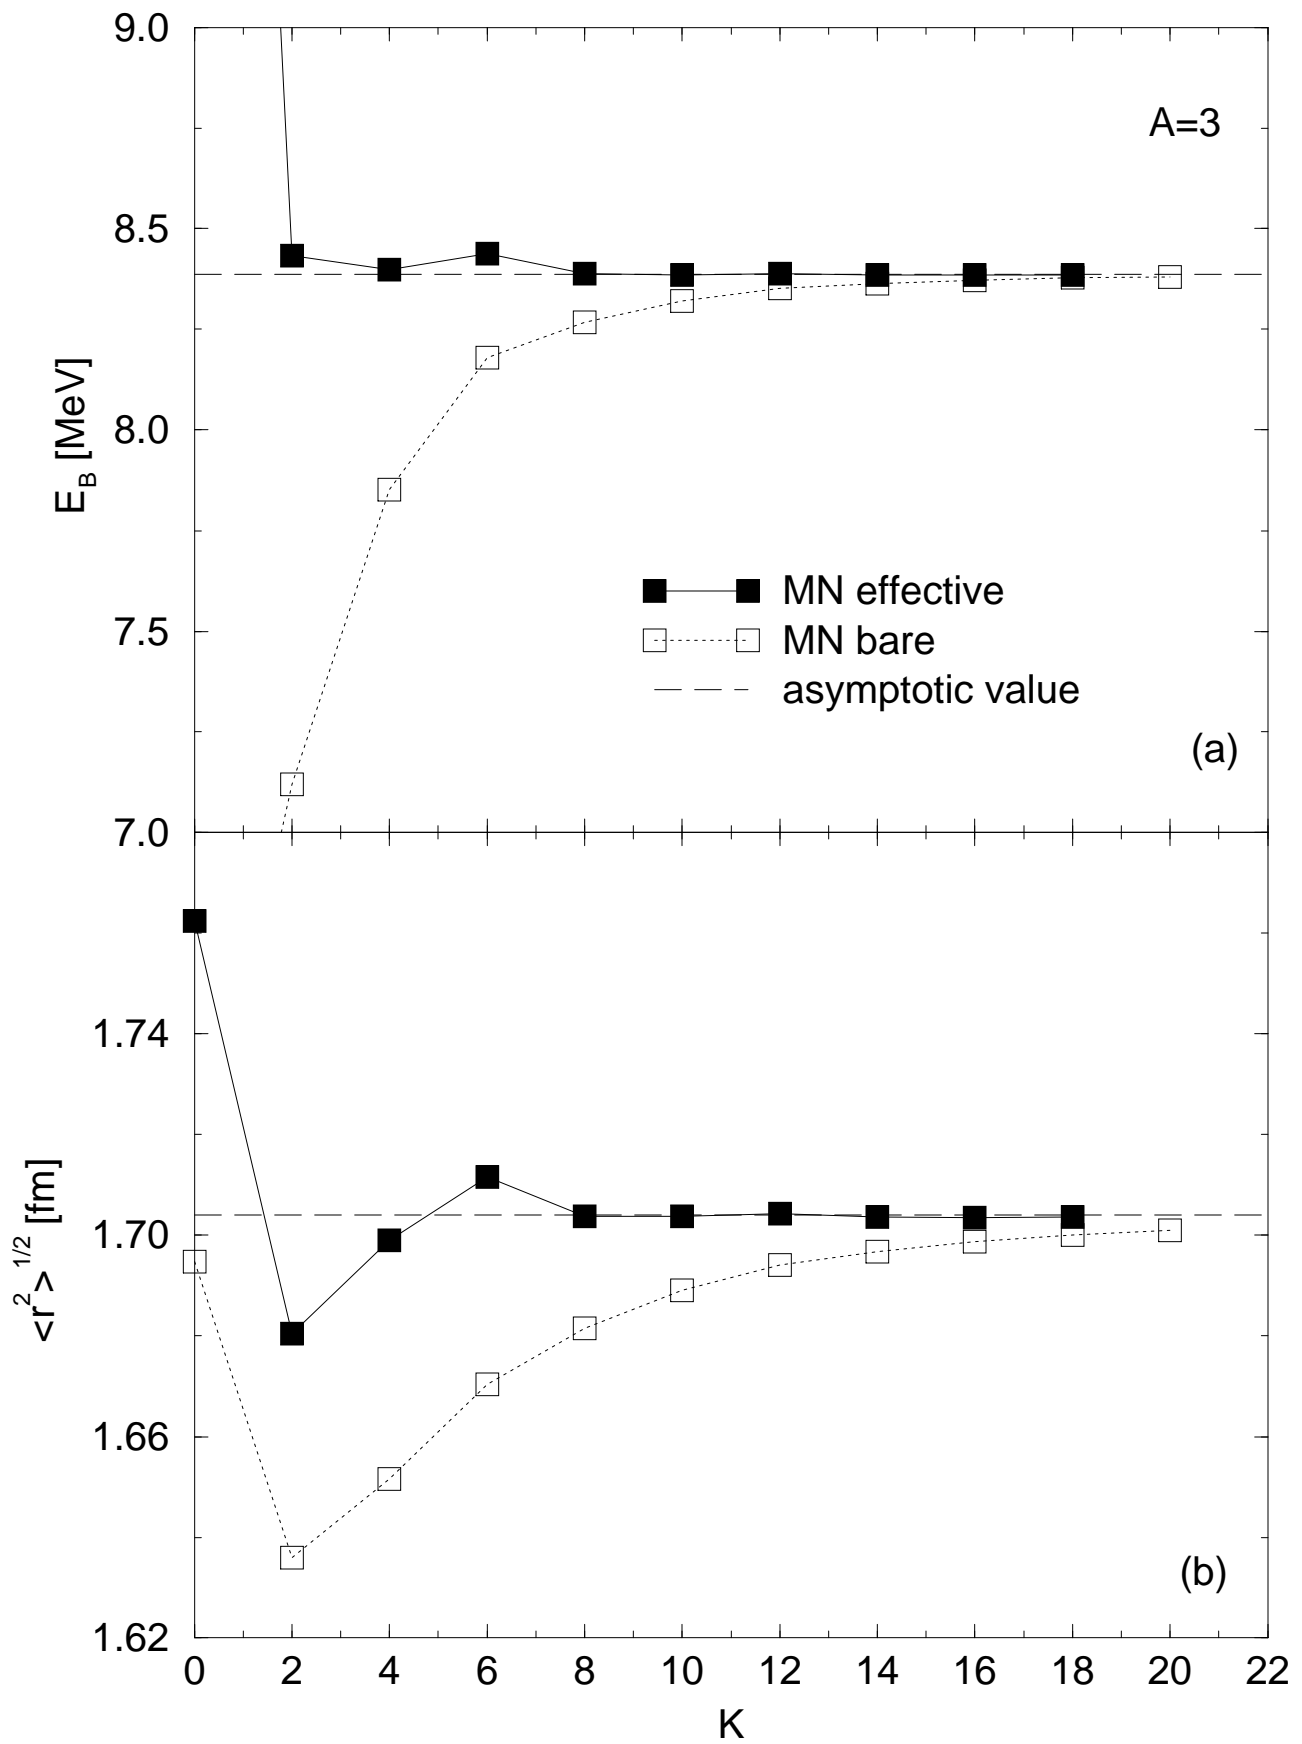 9.0
A=3
8.5
8.0
E_B [MeV]
MN effective
7.5
MN bare
asymptotic value
(a)
7.0
1.74
1.70
<r^2>^1/2 [fm]
1.66
(b)
1.62
0 2 4 6 8 10 12 14 16 18 20 22
K